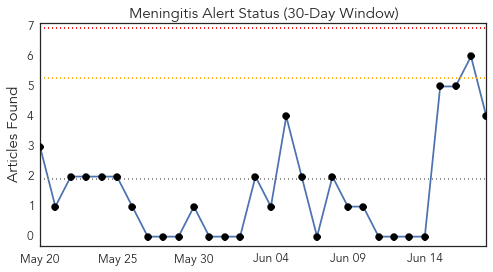 Meningitis Alert Status (30-Day Window)
Articles Found
7
6
5
4
3
2
1
0
May 20 May 25 May 30 Jun 04 Jun 09 Jun 14